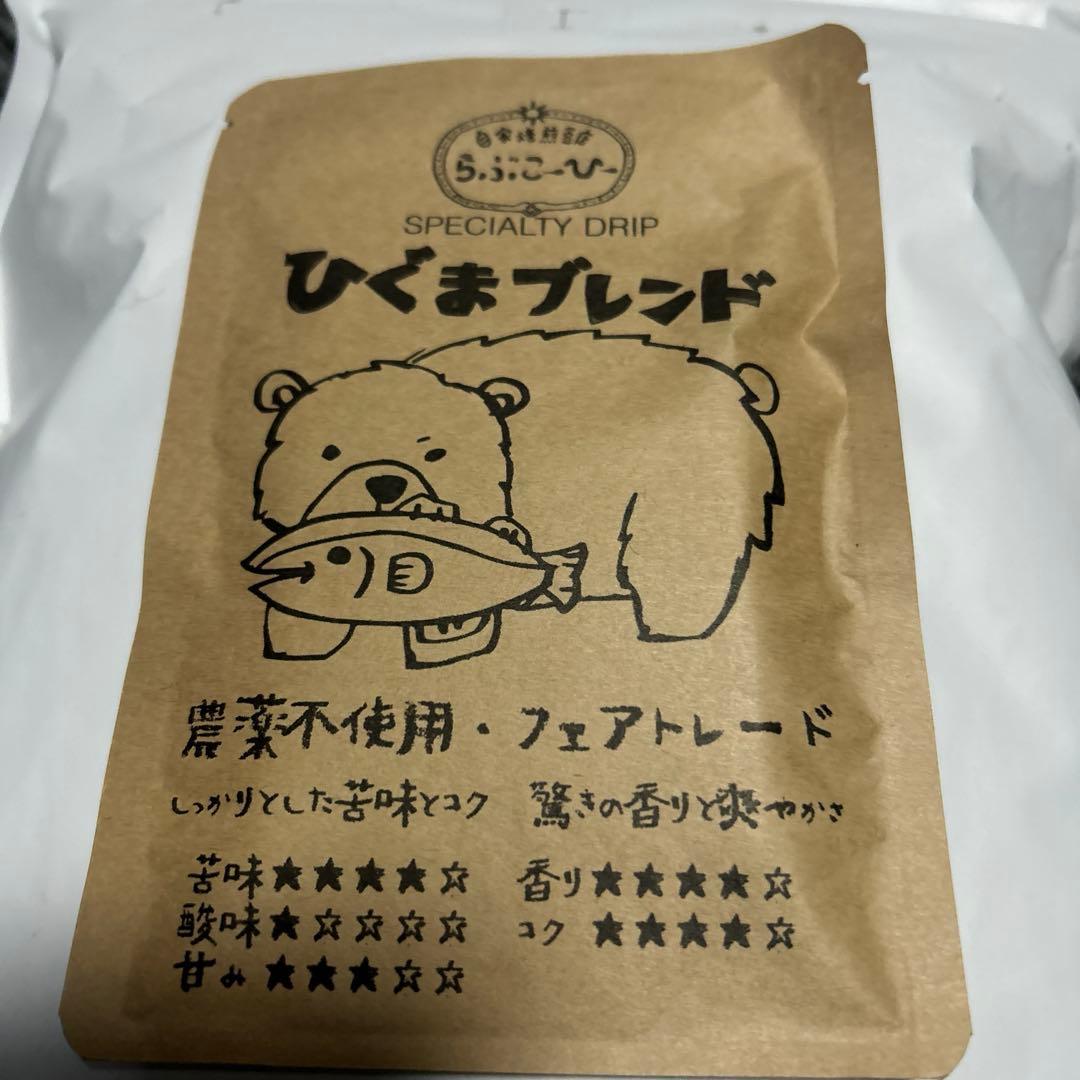 自家焙煎豆店
らぶこーひー
SPECIALTY DRIP
ひぐまブレンド
農薬不使用・フェアトレード
しっかりとした苦味とコク 驚きの香りと爽やかさ
苦味★★★★☆ 香り★★★★☆
酸味★☆☆☆☆ コク ★★★★☆
甘み★★★☆☆